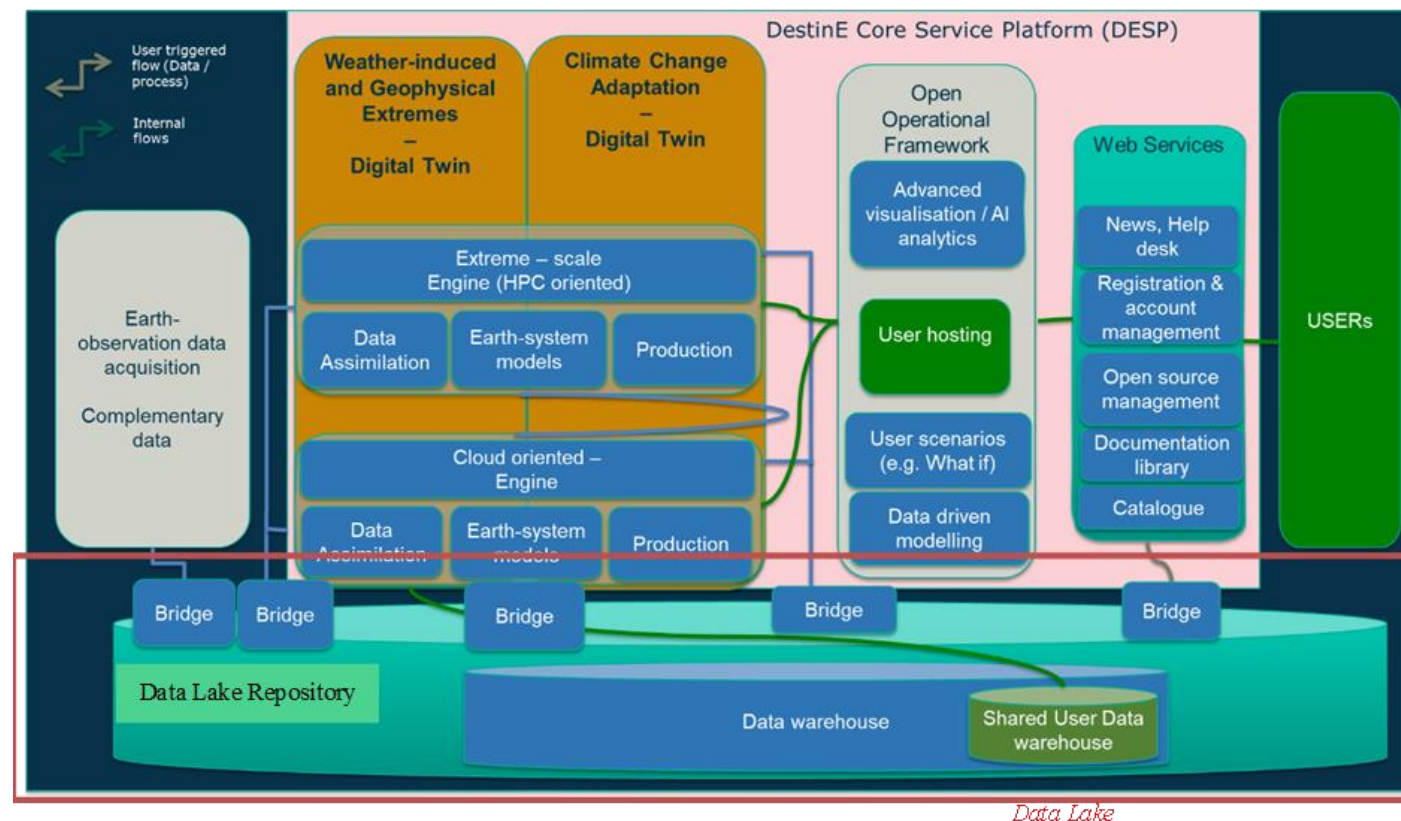 DestinE Core Service Platform (DESP)
User triggered
flow (Data /
process)
Internal
flows
Weather-induced
and Geophysical
Extremes
–
Digital Twin
Climate Change
Adaptation
–
Digital Twin
Extreme – scale
Engine (HPC oriented)
Data
Assimilation
Earth-system
models
Production
Cloud oriented –
Engine
Data
Assimilation
Earth-system
models
Production
Earth-
observation data
acquisition
Complementary
data
Open
Operational
Framework
Advanced
visualisation / AI
analytics
User hosting
User scenarios
(e.g. What if)
Data driven
modelling
Web Services
News, Help
desk
Registration &
account
management
Open source
management
Documentation
library
Catalogue
USERs
Bridge
Bridge
Bridge
Bridge
Bridge
Data Lake Repository
Data warehouse
Shared User Data
warehouse
Data Lake